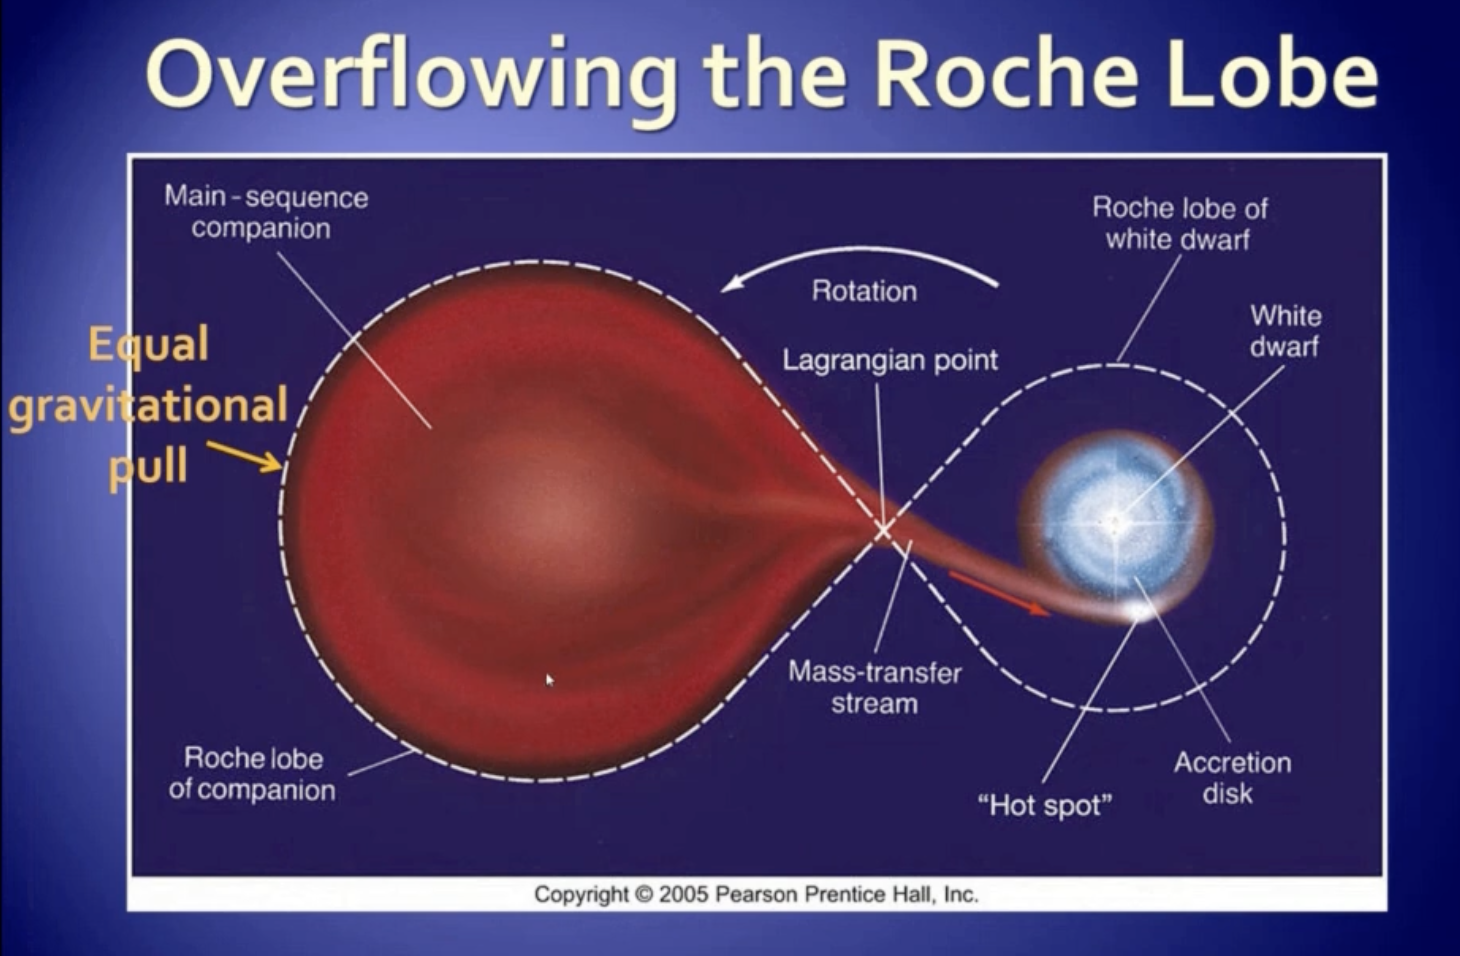 Overflowing the Roche Lobe
Main-sequence
companion
Roche lobe of
white dwarf
Rotation
White
dwarf
Equal
gravitational
pull
Lagrangian point
Mass-transfer
stream
Roche lobe
of companion
Accretion
disk
“Hot spot”
Copyright © 2005 Pearson Prentice Hall, Inc.